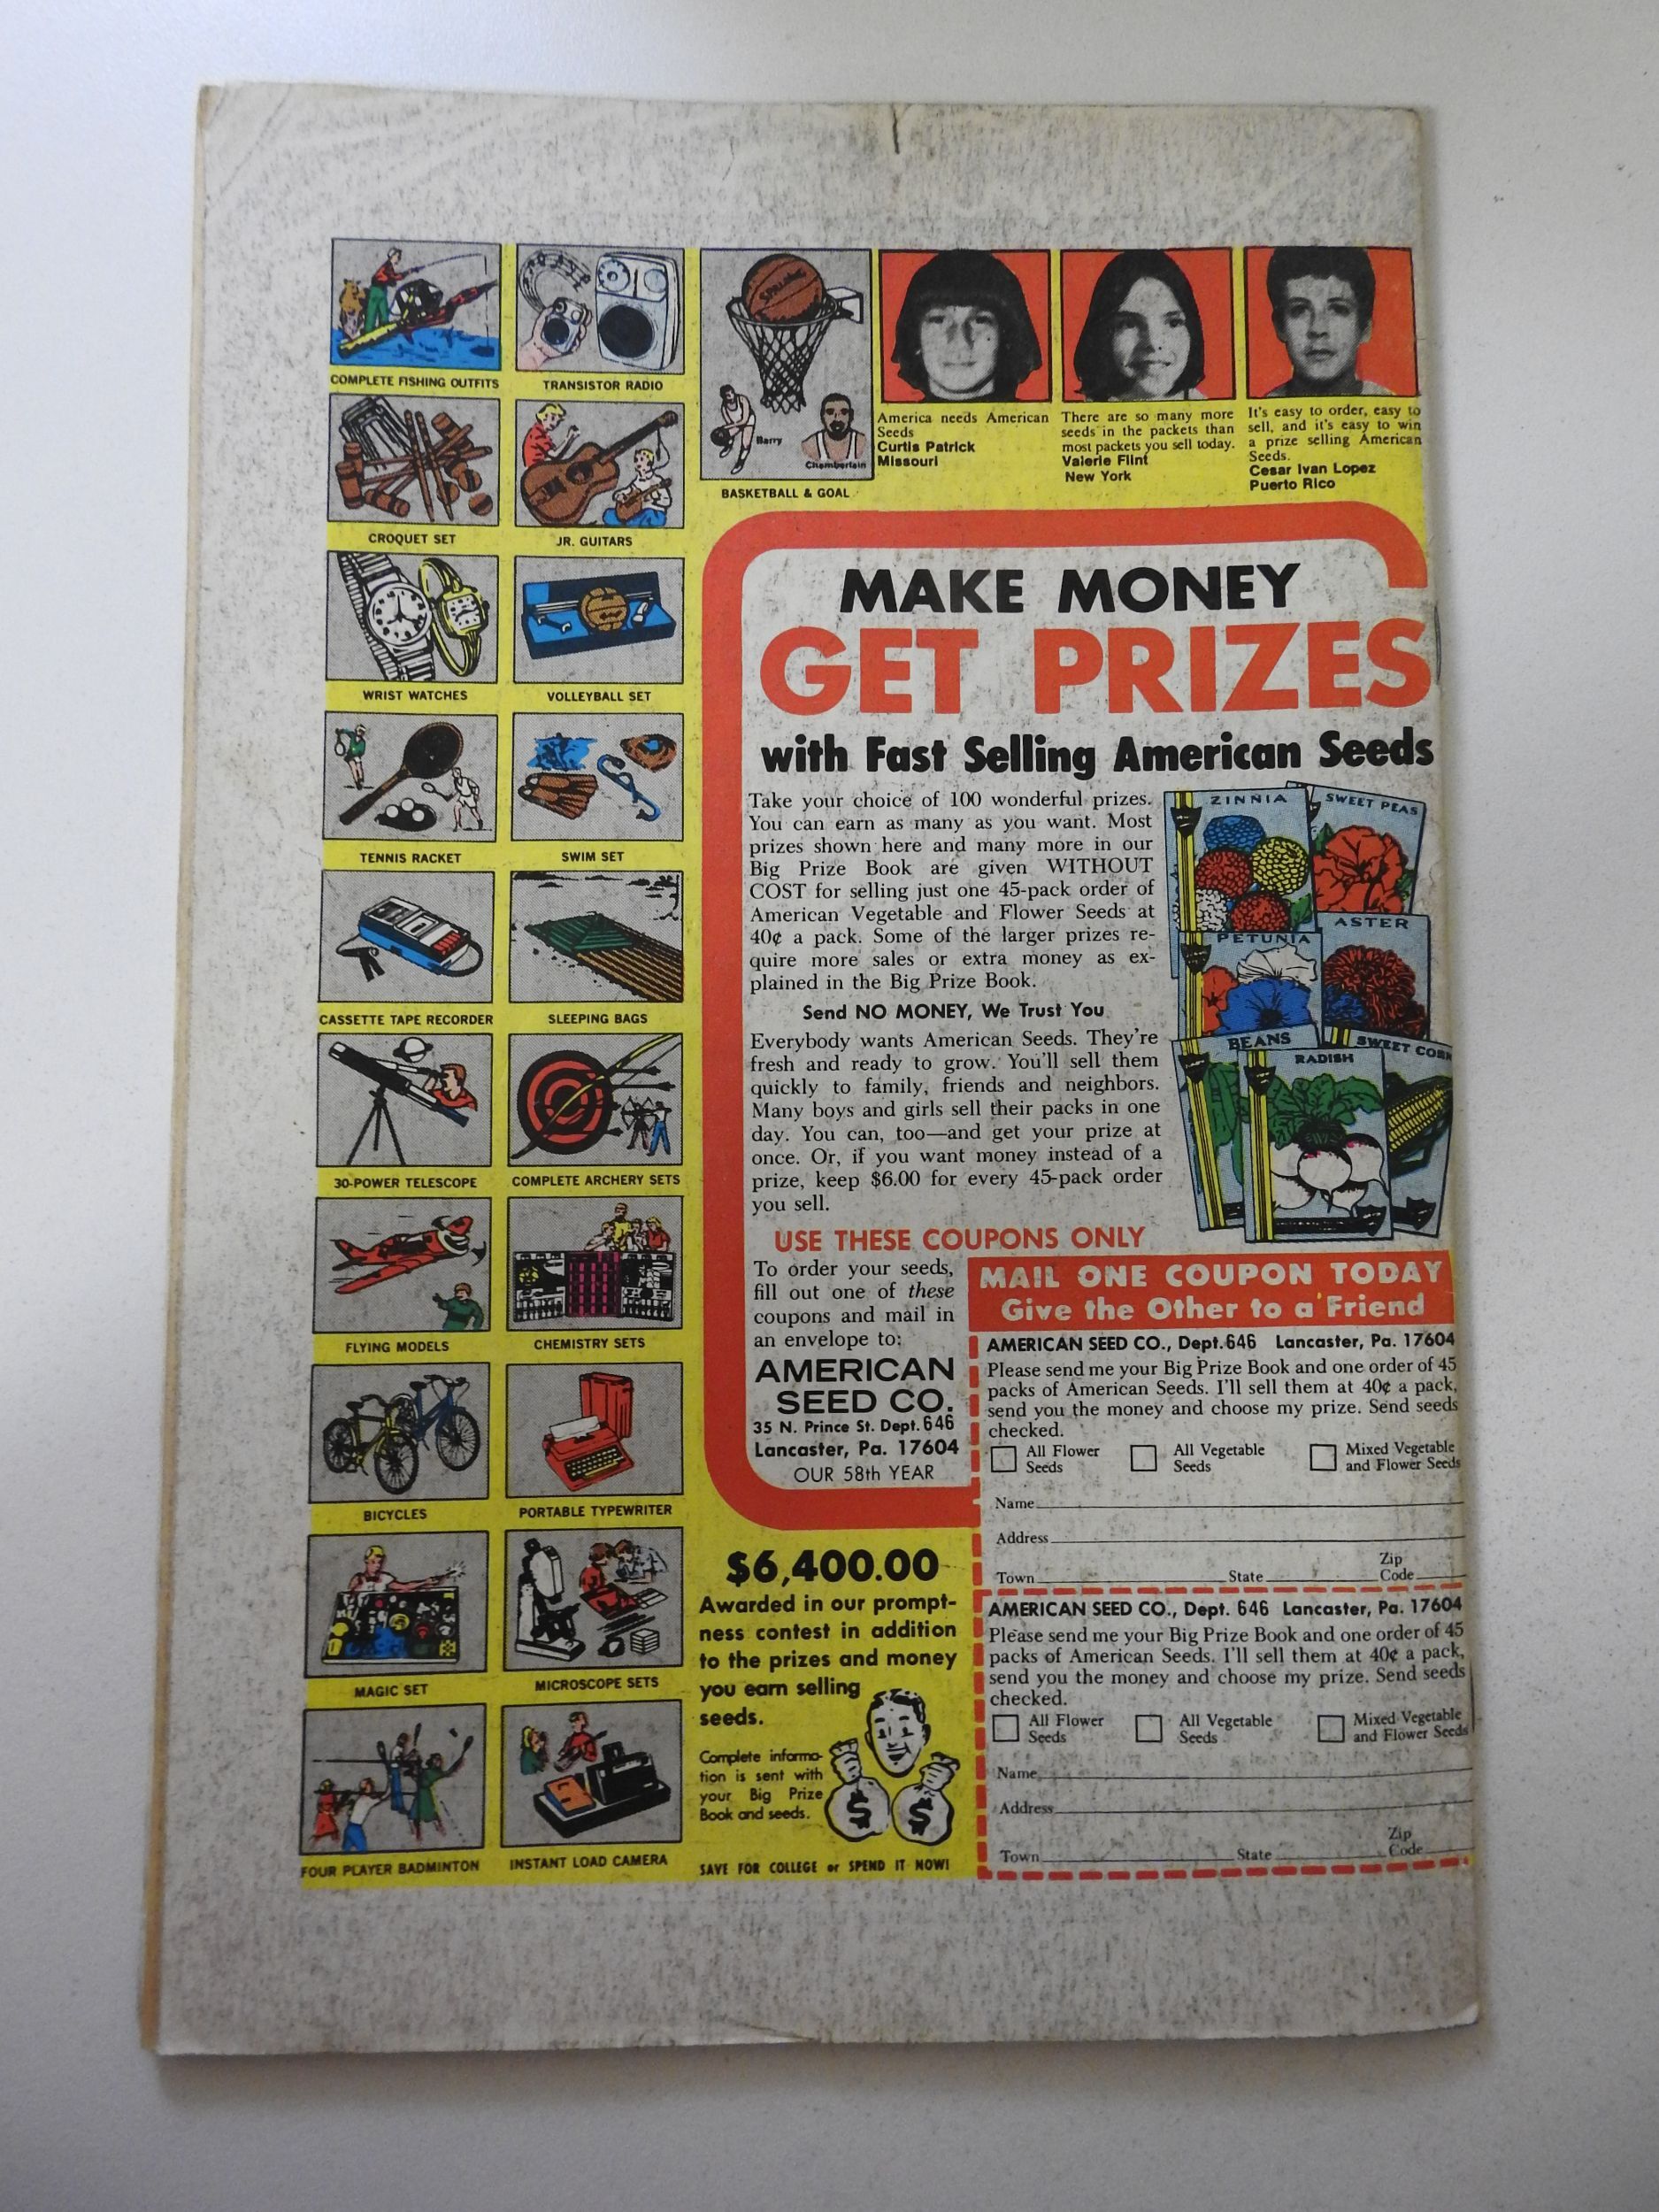 COMPLETE FISHING OUTFITS
TRANSISTOR RADIO
CROQUET SET
JR. GUITARS
WRIST WATCHES
VOLLEYBALL SET
TENNIS RACKET
SWIM SET
CASSETTE TAPE RECORDER
SLEEPING BAGS
30-POWER TELESCOPE
COMPLETE ARCHERY SETS
FLYING MODELS
CHEMISTRY SETS
BICYCLES
PORTABLE TYPEWRITER
MAGIC SET
MICROSCOPE SETS
FOUR PLAYER BADMINTON
INSTANT LOAD CAMERA
SPALDING
Barry
Chamberlain
BASKETBALL & GOAL
America needs American
Seeds
Curtis Patrick
Missouri
There are so many more
seeds in the packets than
most packets you sell today.
Valerie Flint
New York
It's easy to order, easy to
sell, and it's easy to win
a prize selling American
Seeds.
Cesar Ivan Lopez
Puerto Rico
MAKE MONEY
GET PRIZES
with Fast Selling American Seeds
Take your choice of 100 wonderful prizes.
You can earn as many as you want. Most
prizes shown here and many more in our
Big Prize Book are given WITHOUT
COST for selling just one 45-pack order of
American Vegetable and Flower Seeds at
40¢ a pack. Some of the larger prizes re-
quire more sales or extra money as ex-
plained in the Big Prize Book.
Send NO MONEY, We Trust You
Everybody wants American Seeds. They're
fresh and ready to grow. You'll sell them
quickly to family, friends and neighbors.
Many boys and girls sell their packs in one
day. You can, too—and get your prize at
once. Or, if you want money instead of a
prize, keep $6.00 for every 45-pack order
you sell.
ZINNIA
SWEET PEAS
ASTER
PETUNIA
BEANS
RADISH
SWEET CORN
USE THESE COUPONS ONLY
To order your seeds,
fill out one of these
coupons and mail in
an envelope to:
AMERICAN
SEED CO.
35 N. Prince St. Dept. 646
Lancaster, Pa. 17604
OUR 58th YEAR
$6,400.00
Awarded in our prompt-
ness contest in addition
to the prizes and money
you earn selling
seeds.
Complete informa-
tion is sent with
your Big Prize
Book and seeds.
$ $
SAVE FOR COLLEGE or SPEND IT NOW!
MAIL ONE COUPON TODAY
Give the Other to a Friend
AMERICAN SEED CO., Dept. 646 Lancaster, Pa. 17604
Please send me your Big Prize Book and one order of 45
packs of American Seeds. I'll sell them at 40¢ a pack,
send you the money and choose my prize. Send seeds
checked.
All Flower Seeds
All Vegetable Seeds
Mixed Vegetable and Flower Seeds
Name
Address
Town State Zip Code
AMERICAN SEED CO., Dept. 646 Lancaster, Pa. 17604
Please send me your Big Prize Book and one order of 45
packs of American Seeds. I'll sell them at 40¢ a pack,
send you the money and choose my prize. Send seeds
checked.
All Flower Seeds
All Vegetable Seeds
Mixed Vegetable and Flower Seeds
Name
Address
Town State Zip Code